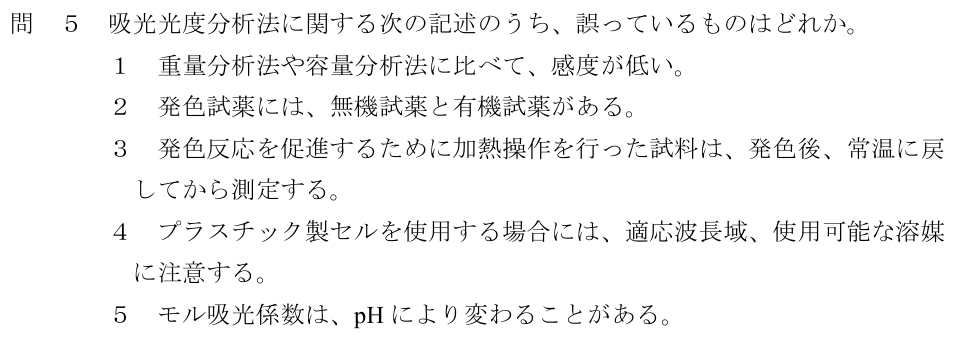 問　５　吸光光度分析法に関する次の記述のうち、誤っているものはどれか。
１　重量分析法や容量分析法に比べて、感度が低い。
２　発色試薬には、無機試薬と有機試薬がある。
３　発色反応を促進するために加熱操作を行った試料は、発色後、常温に戻
してから測定する。
４　プラスチック製セルを使用する場合には、適応波長域、使用可能な溶媒
に注意する。
５　モル吸光係数は、pH により変わることがある。